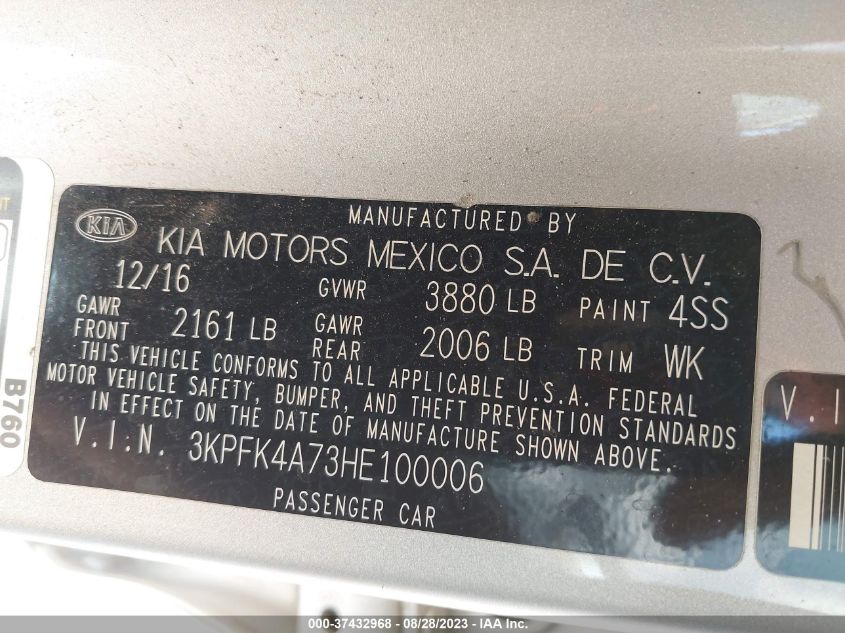 MANUFACTURED BY
KIA KIA MOTORS MEXICO S.A. DE C.V.
12/16 GVWR 3880 LB PAINT 4SS
GAWR FRONT 2161 LB GAWR REAR 2006 LB TRIM WK
THIS VEHICLE CONFORMS TO ALL APPLICABLE U.S.A. FEDERAL
MOTOR VEHICLE SAFETY, BUMPER, AND THEFT PREVENTION STANDARDS
IN EFFECT ON THE DATE OF MANUFACTURE SHOWN ABOVE.
V.I.N. 3KPFK4A73HE100006
PASSENGER CAR
B760
V.I
000-37432968 | 08/28/2023 | Copyright IAA, Inc.